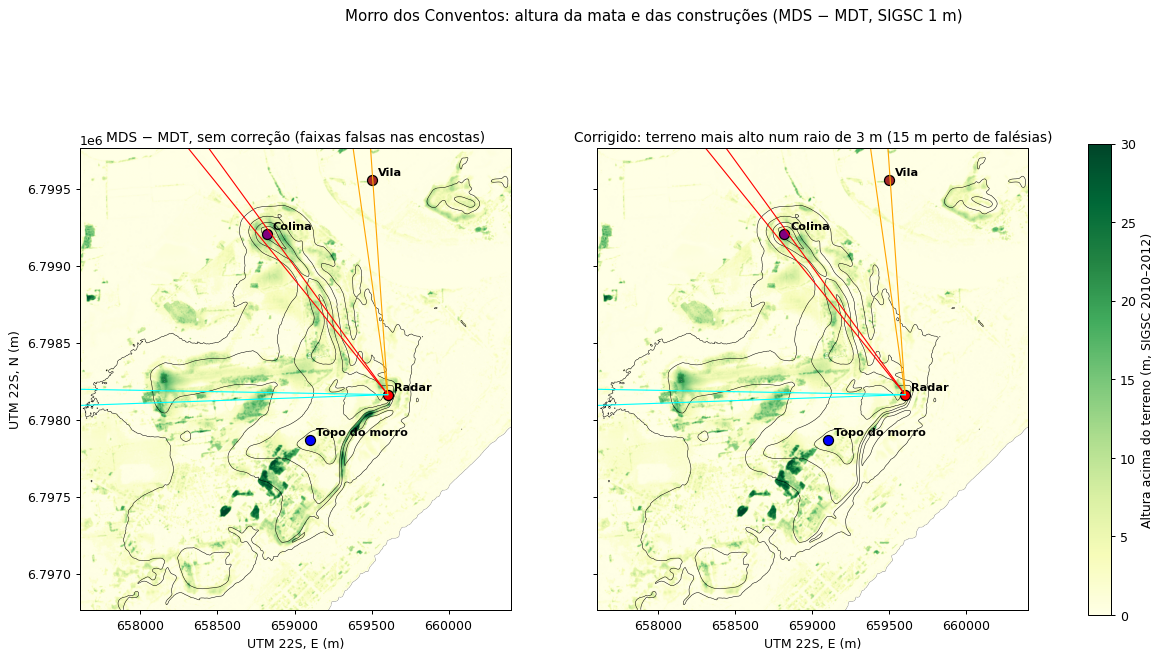 Morro dos Conventos: altura da mata e das construções (MDS − MDT, SIGSC 1 m)
MDS − MDT, sem correção (faixas falsas nas encostas)
Corrigido: terreno mais alto num raio de 3 m (15 m perto de falésias)
1e6
6.7995
6.7990
6.7985
6.7980
6.7975
6.7970
UTM 22S, N (m)
Vila
Colina
Radar
Topo do morro
658000
658500
659000
659500
660000
UTM 22S, E (m)
Vila
Colina
Radar
Topo do morro
658000
658500
659000
659500
660000
UTM 22S, E (m)
30
25
20
15
10
5
0
Altura acima do terreno (m, SIGSC 2010–2012)